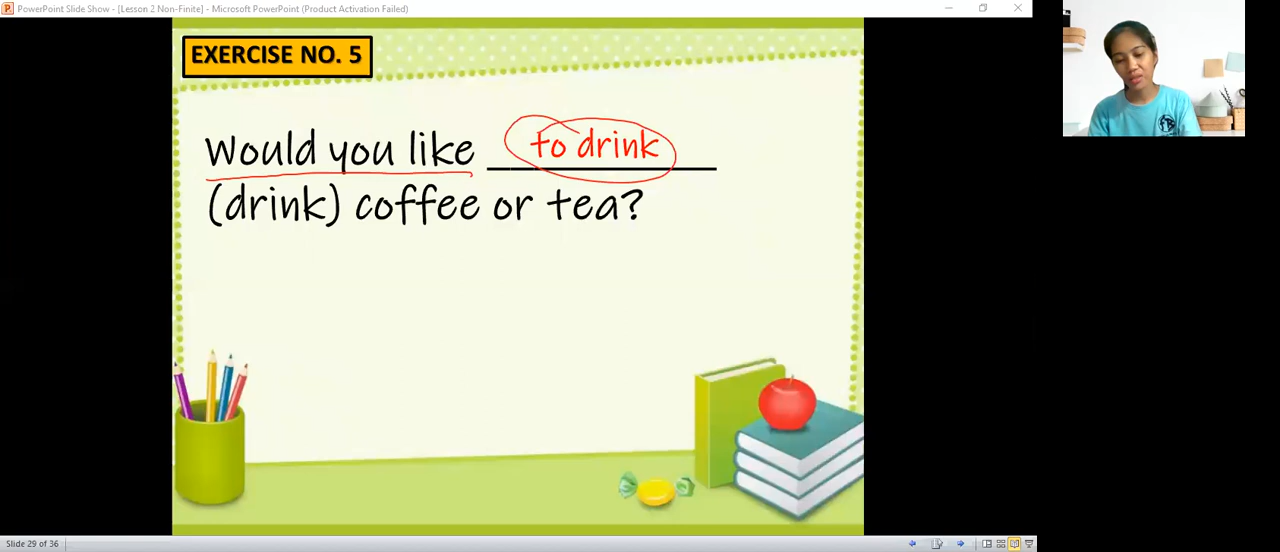 PowerPoint Slide Show - [Lesson 2 Non-Finite] - Microsoft PowerPoint (Product Activation Failed)
EXERCISE NO. 5
Would you like to drink
(drink) coffee or tea?
Slide 29 of 36